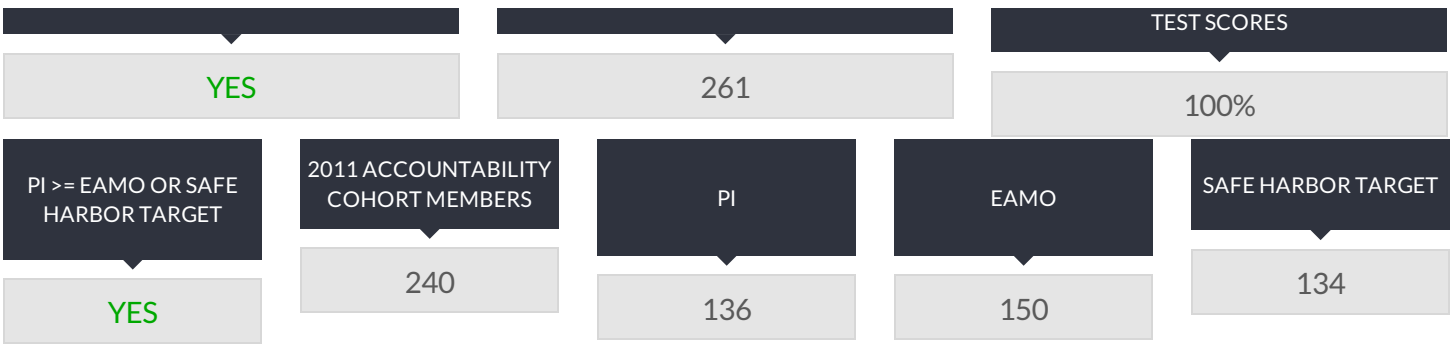 TEST SCORES
YES
261
100%
PI >= EAMO OR SAFE
HARBOR TARGET
YES
2011 ACCOUNTABILITY
COHORT MEMBERS
240
PI
136
EAMO
150
SAFE HARBOR TARGET
134